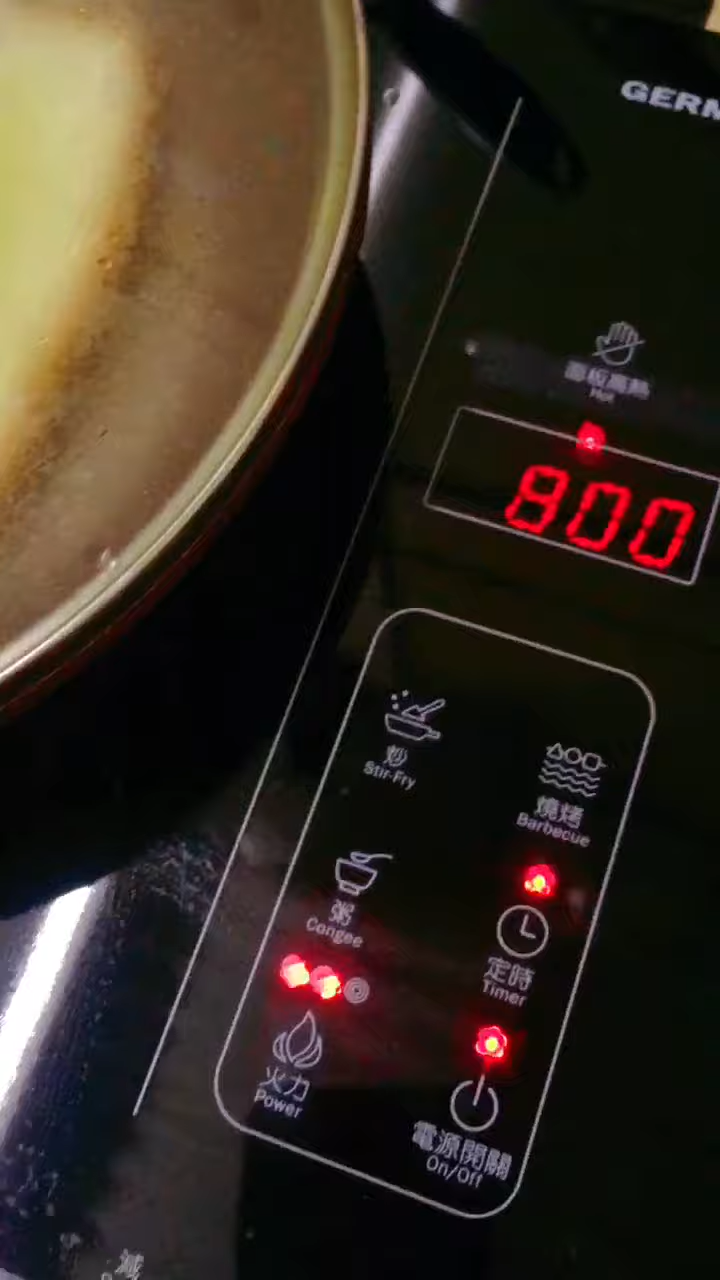 GERM
面板高熱
Hot
800
炒
Stir-Fry
燒烤
Barbecue
粥
Congee
定時
Timer
火力
Power
電源開關
On/Off
減